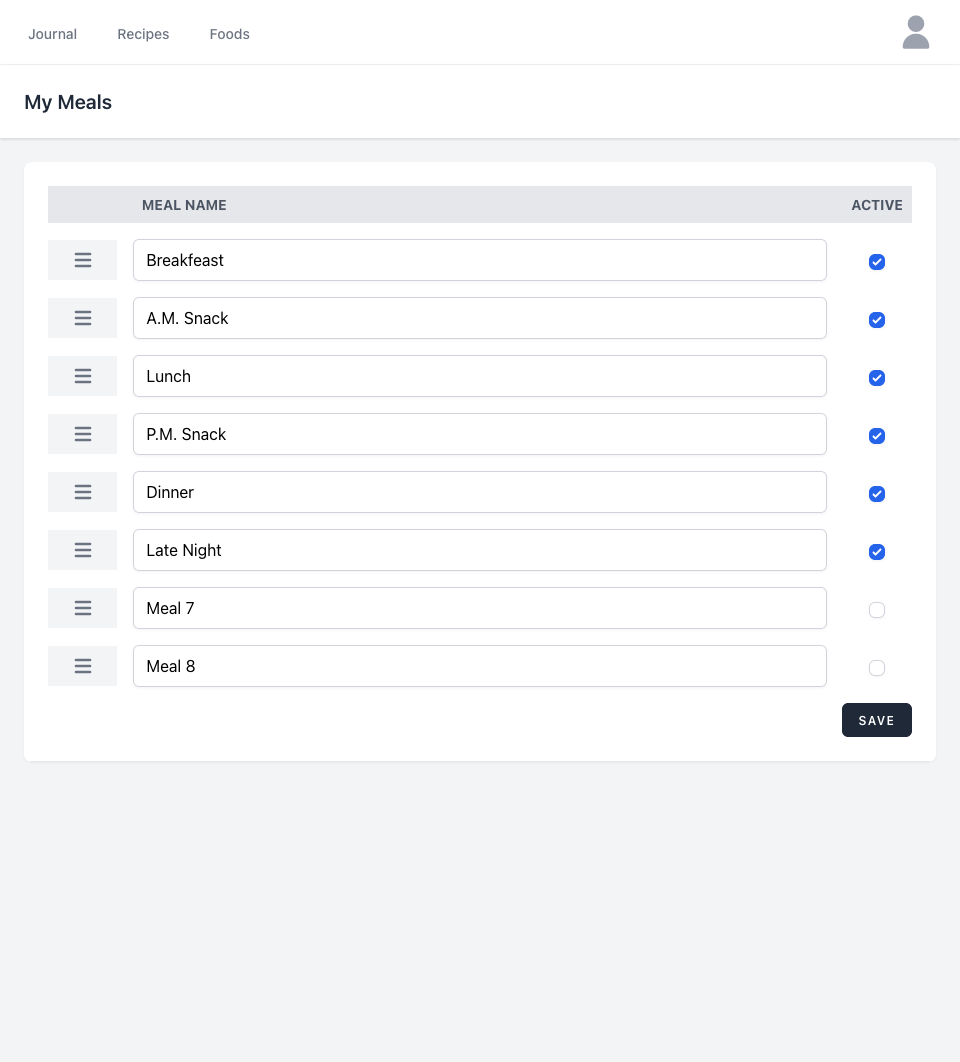 Journal Recipes Foods
My Meals
MEAL NAME ACTIVE
Breakfeast
A.M. Snack
Lunch
P.M. Snack
Dinner
Late Night
Meal 7
Meal 8
SAVE